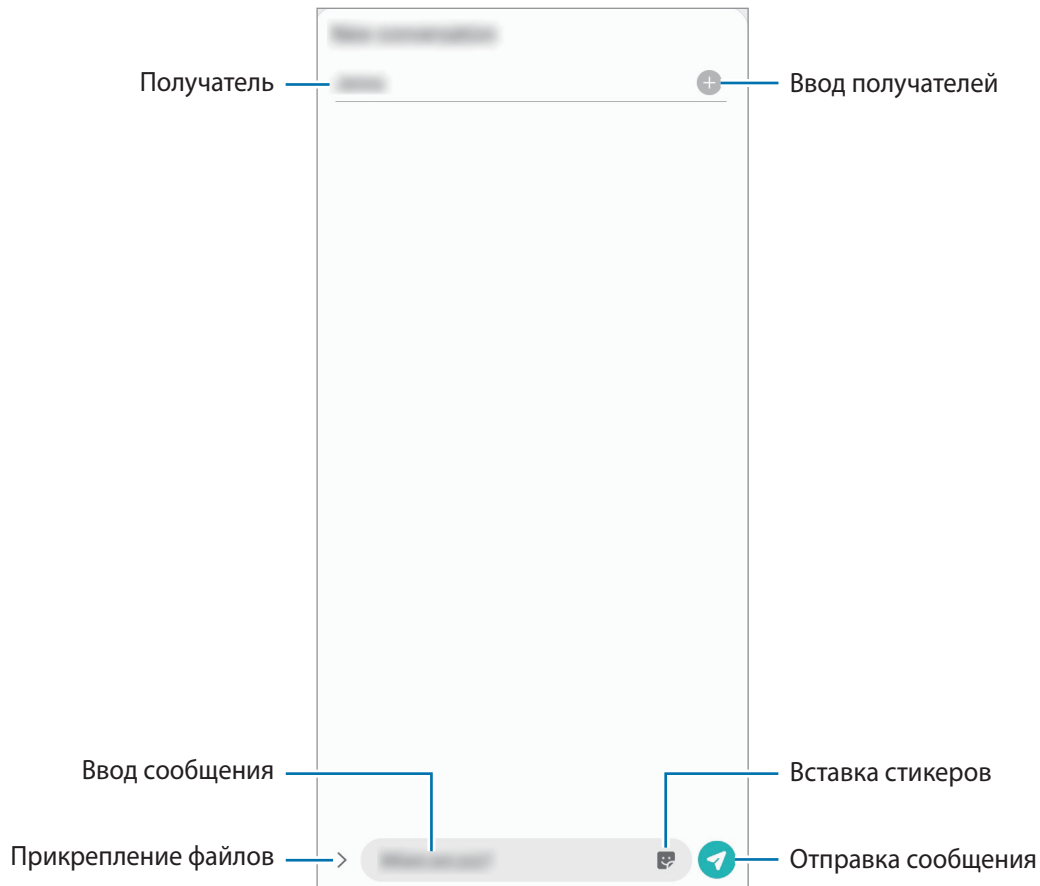 Получатель
Ввод получателей
Ввод сообщения
Вставка стикеров
Прикрепление файлов
Отправка сообщения